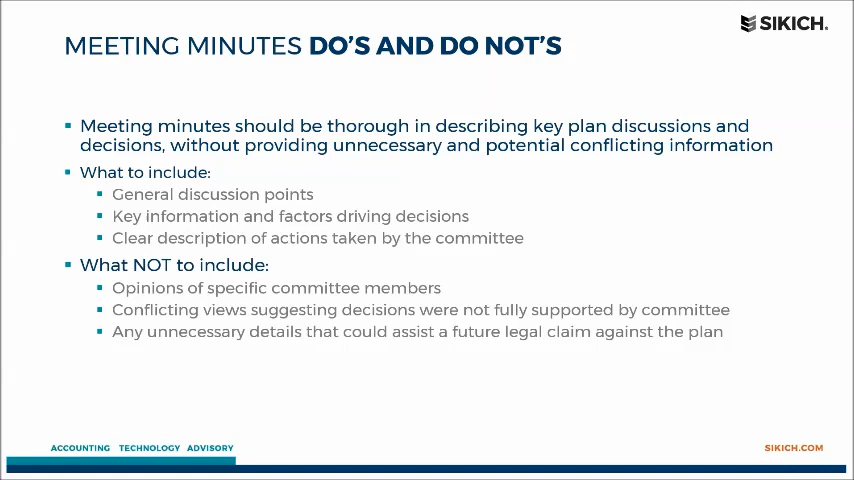 SIKICH.
MEETING MINUTES DO'S AND DO NOT'S
▪ Meeting minutes should be thorough in describing key plan discussions and
decisions, without providing unnecessary and potential conflicting information
▪ What to include:
▪ General discussion points
▪ Key information and factors driving decisions
▪ Clear description of actions taken by the committee
▪ What NOT to include:
▪ Opinions of specific committee members
▪ Conflicting views suggesting decisions were not fully supported by committee
▪ Any unnecessary details that could assist a future legal claim against the plan
ACCOUNTING TECHNOLOGY ADVISORY
SIKICH.COM